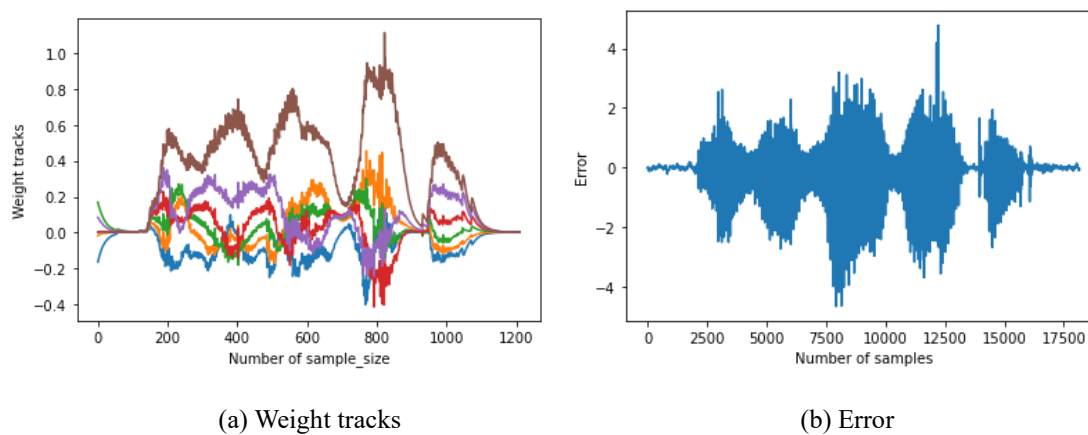 1.0
0.8
0.6
0.4
0.2
0.0
−0.2
−0.4
Weight tracks
0 200 400 600 800 1000 1200
Number of sample_size
4
2
0
−2
−4
Error
0 2500 5000 7500 10000 12500 15000 17500
Number of samples
(a) Weight tracks
(b) Error